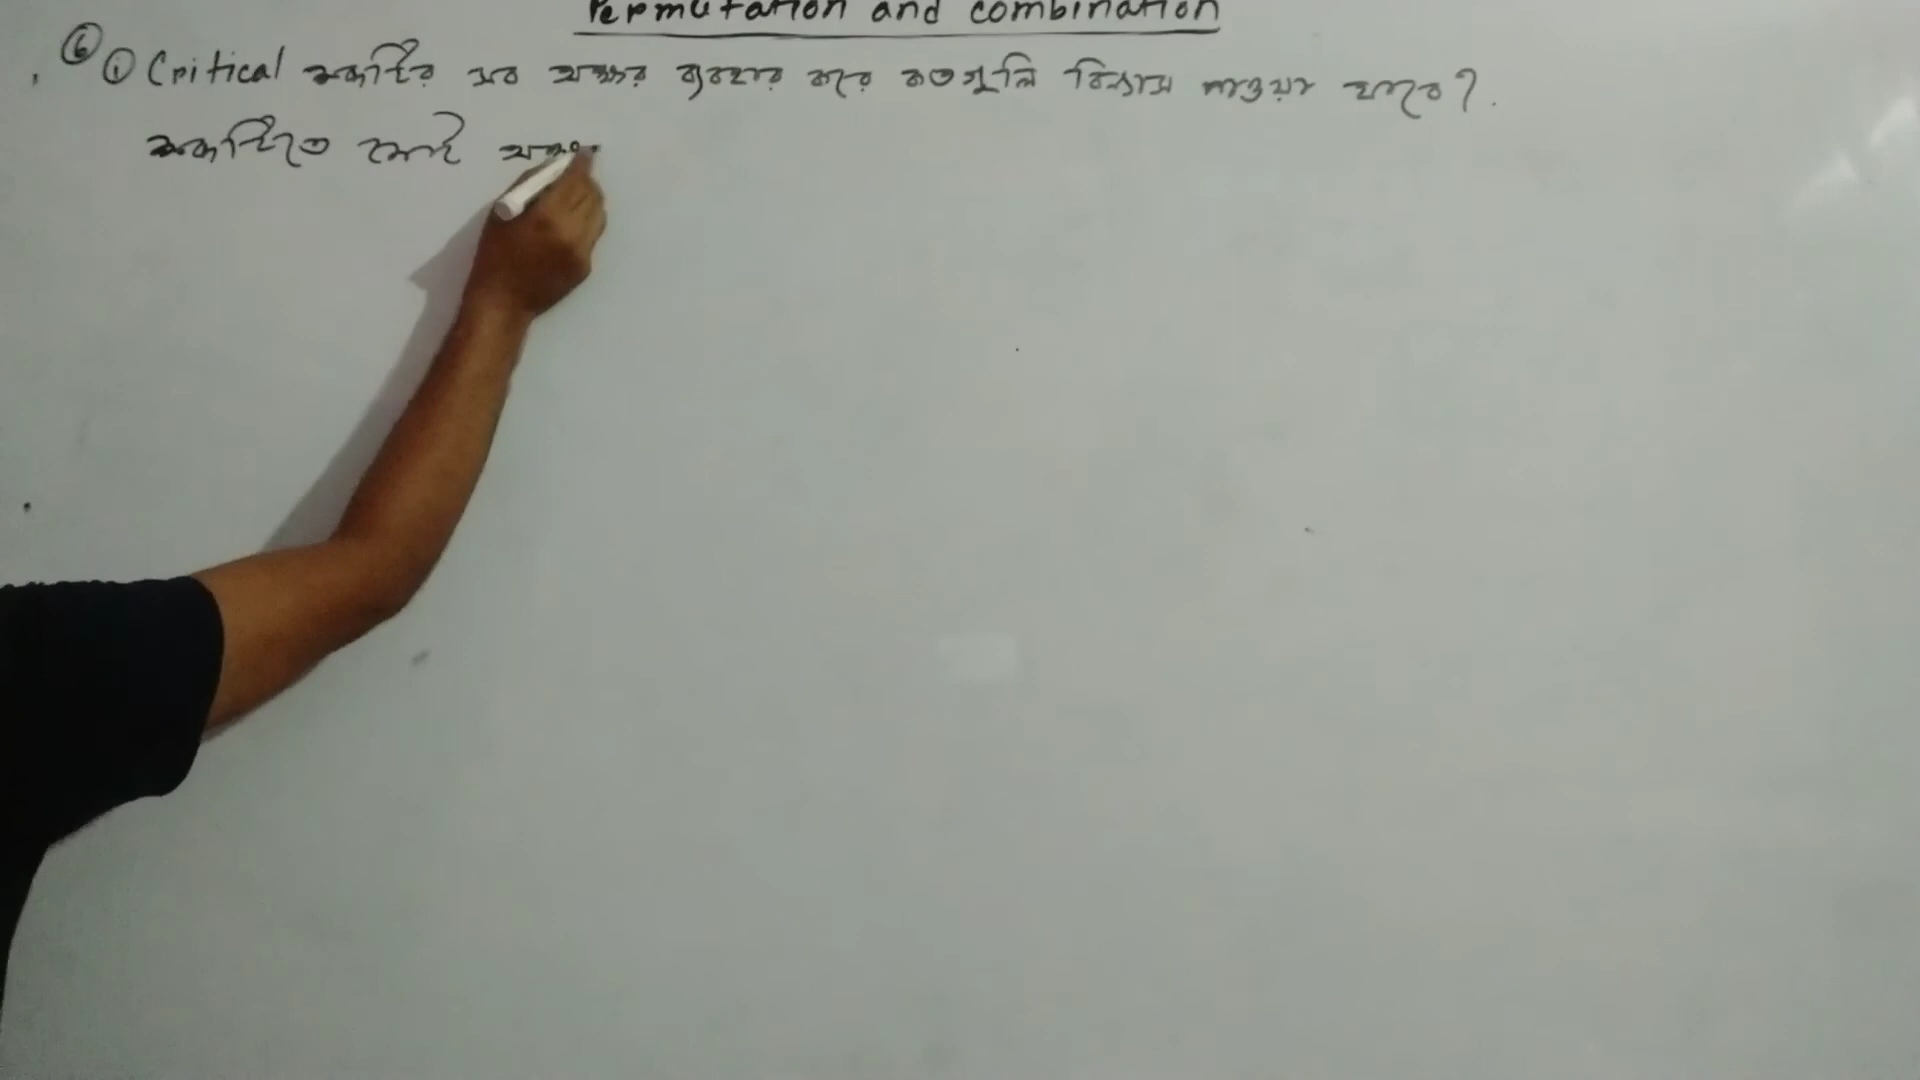 Permutation and combination
⑥ ① Critical শব্দটির সব অক্ষর ব্যবহার করে কতগুলি বিন্যাস পাওয়া যাবে?
শব্দটিতে মোট